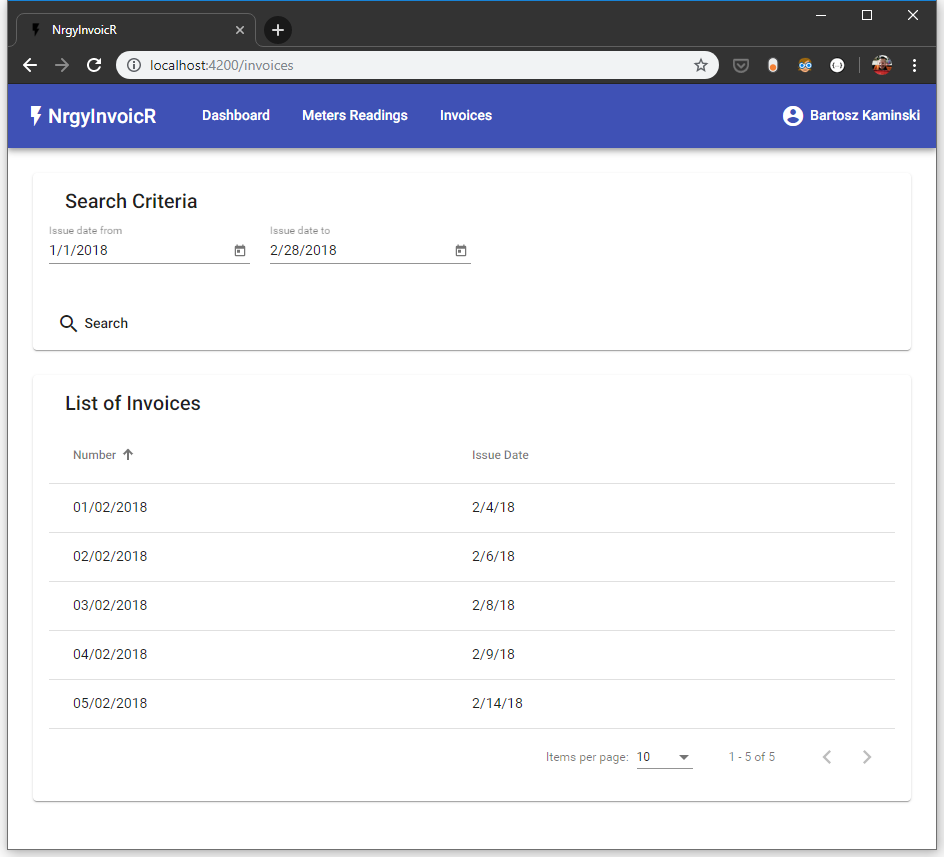 NrgyInvoicR
localhost:4200/invoices
NrgyInvoicR Dashboard Meters Readings Invoices Bartosz Kaminski
Search Criteria
Issue date from Issue date to
1/1/2018 2/28/2018
Search
List of Invoices
Number Issue Date
01/02/2018 2/4/18
02/02/2018 2/6/18
03/02/2018 2/8/18
04/02/2018 2/9/18
05/02/2018 2/14/18
Items per page: 10 1 - 5 of 5